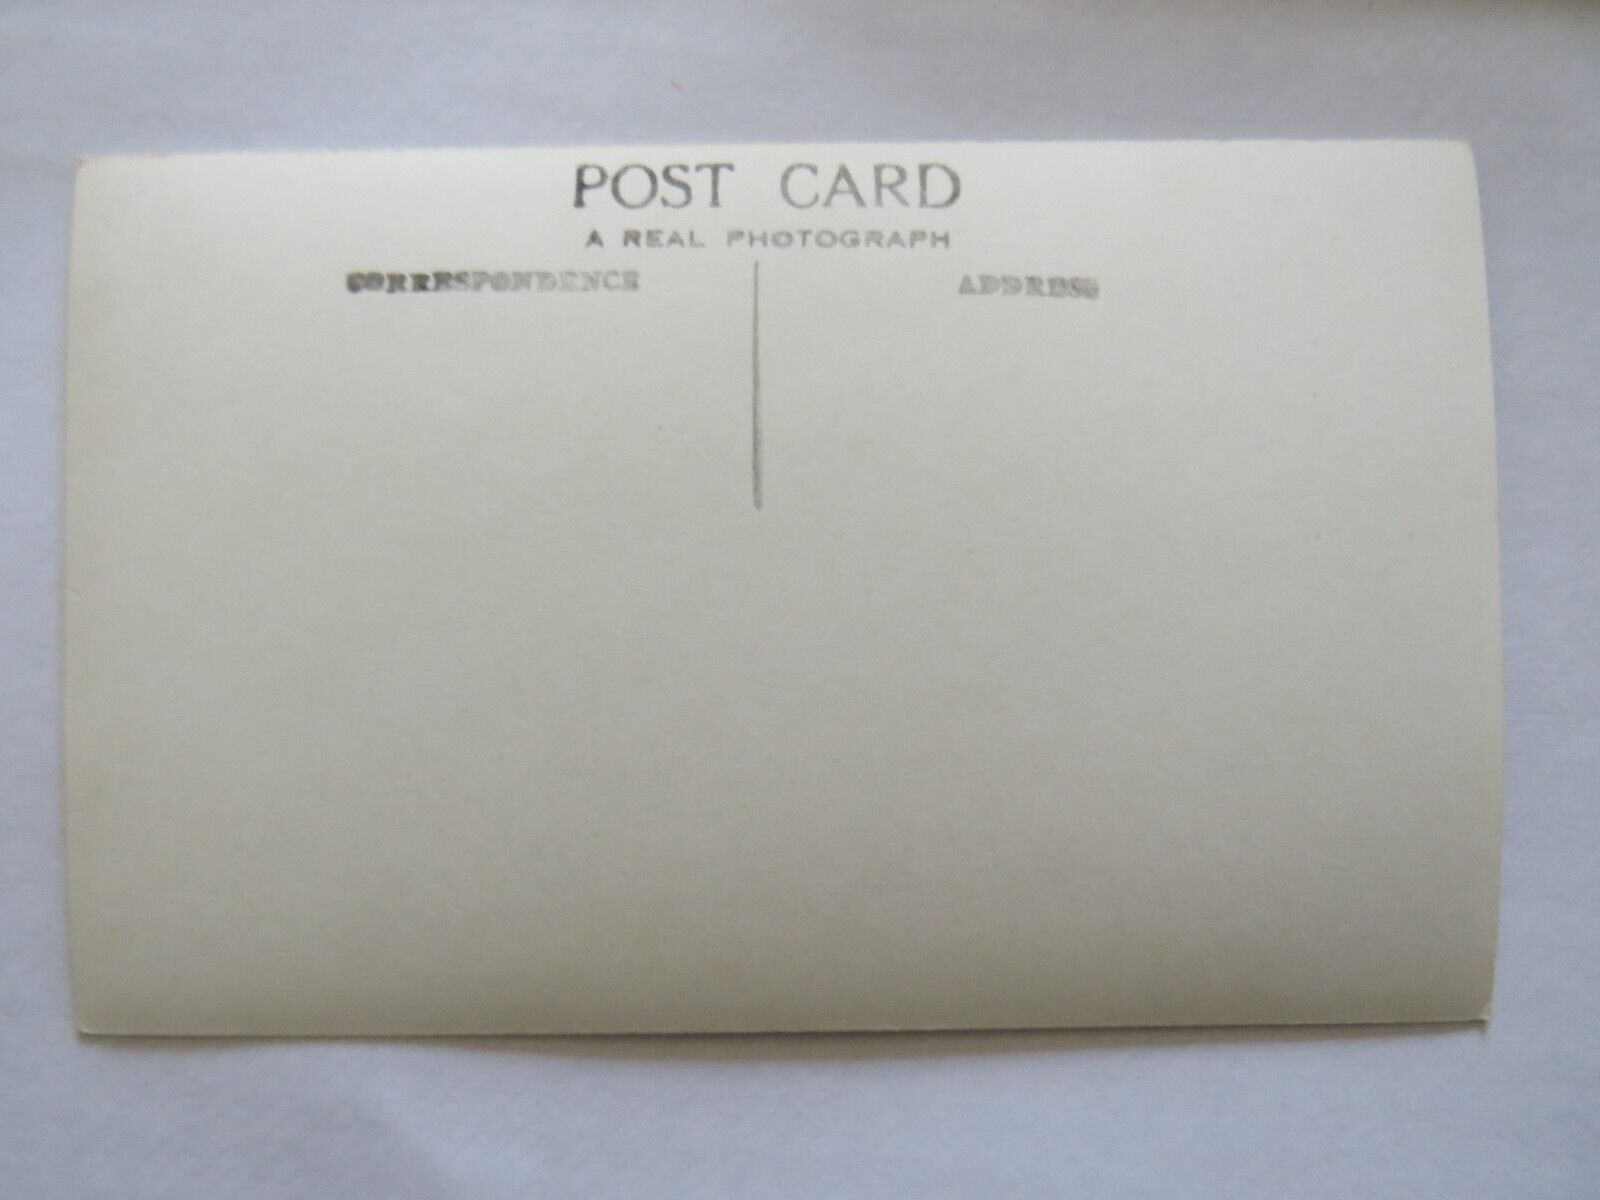 POST CARD
A REAL PHOTOGRAPH
CORRESPONDENCE
ADDRESS